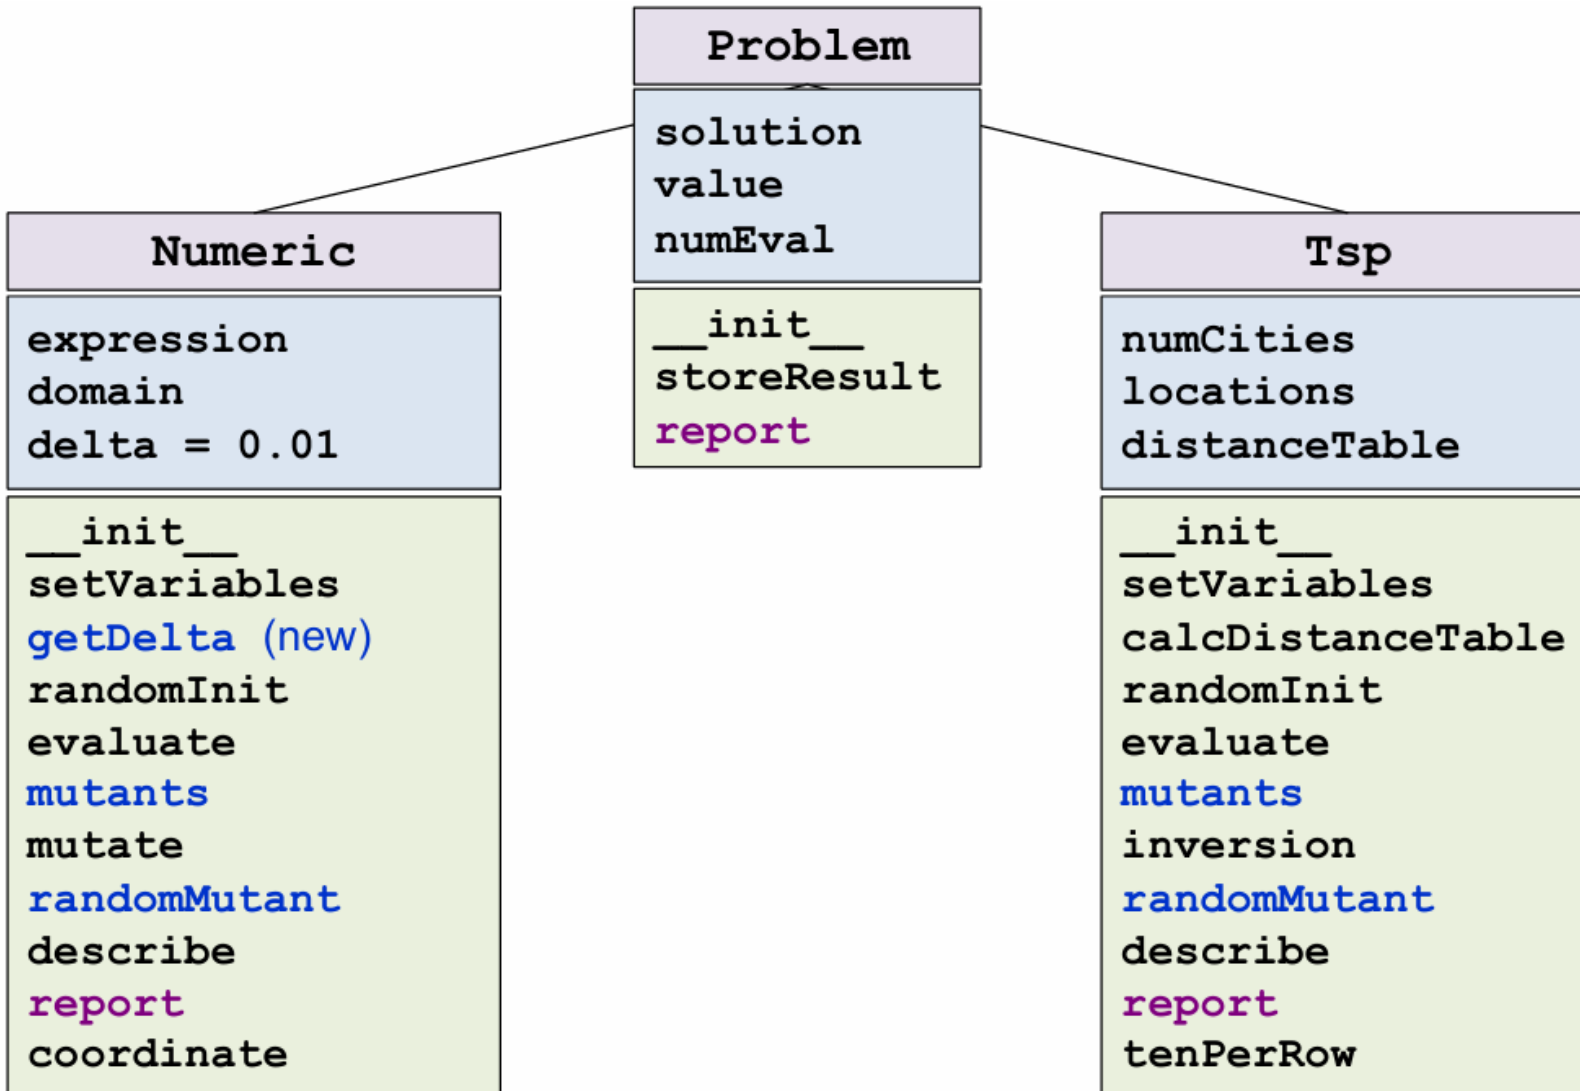 Problem
solution
value
numEval
__init__
storeResult
report
Numeric
expression
domain
delta = 0.01
__init__
setVariables
getDelta (new)
randomInit
evaluate
mutants
mutate
randomMutant
describe
report
coordinate
Tsp
numCities
locations
distanceTable
__init__
setVariables
calcDistanceTable
randomInit
evaluate
mutants
inversion
randomMutant
describe
report
tenPerRow